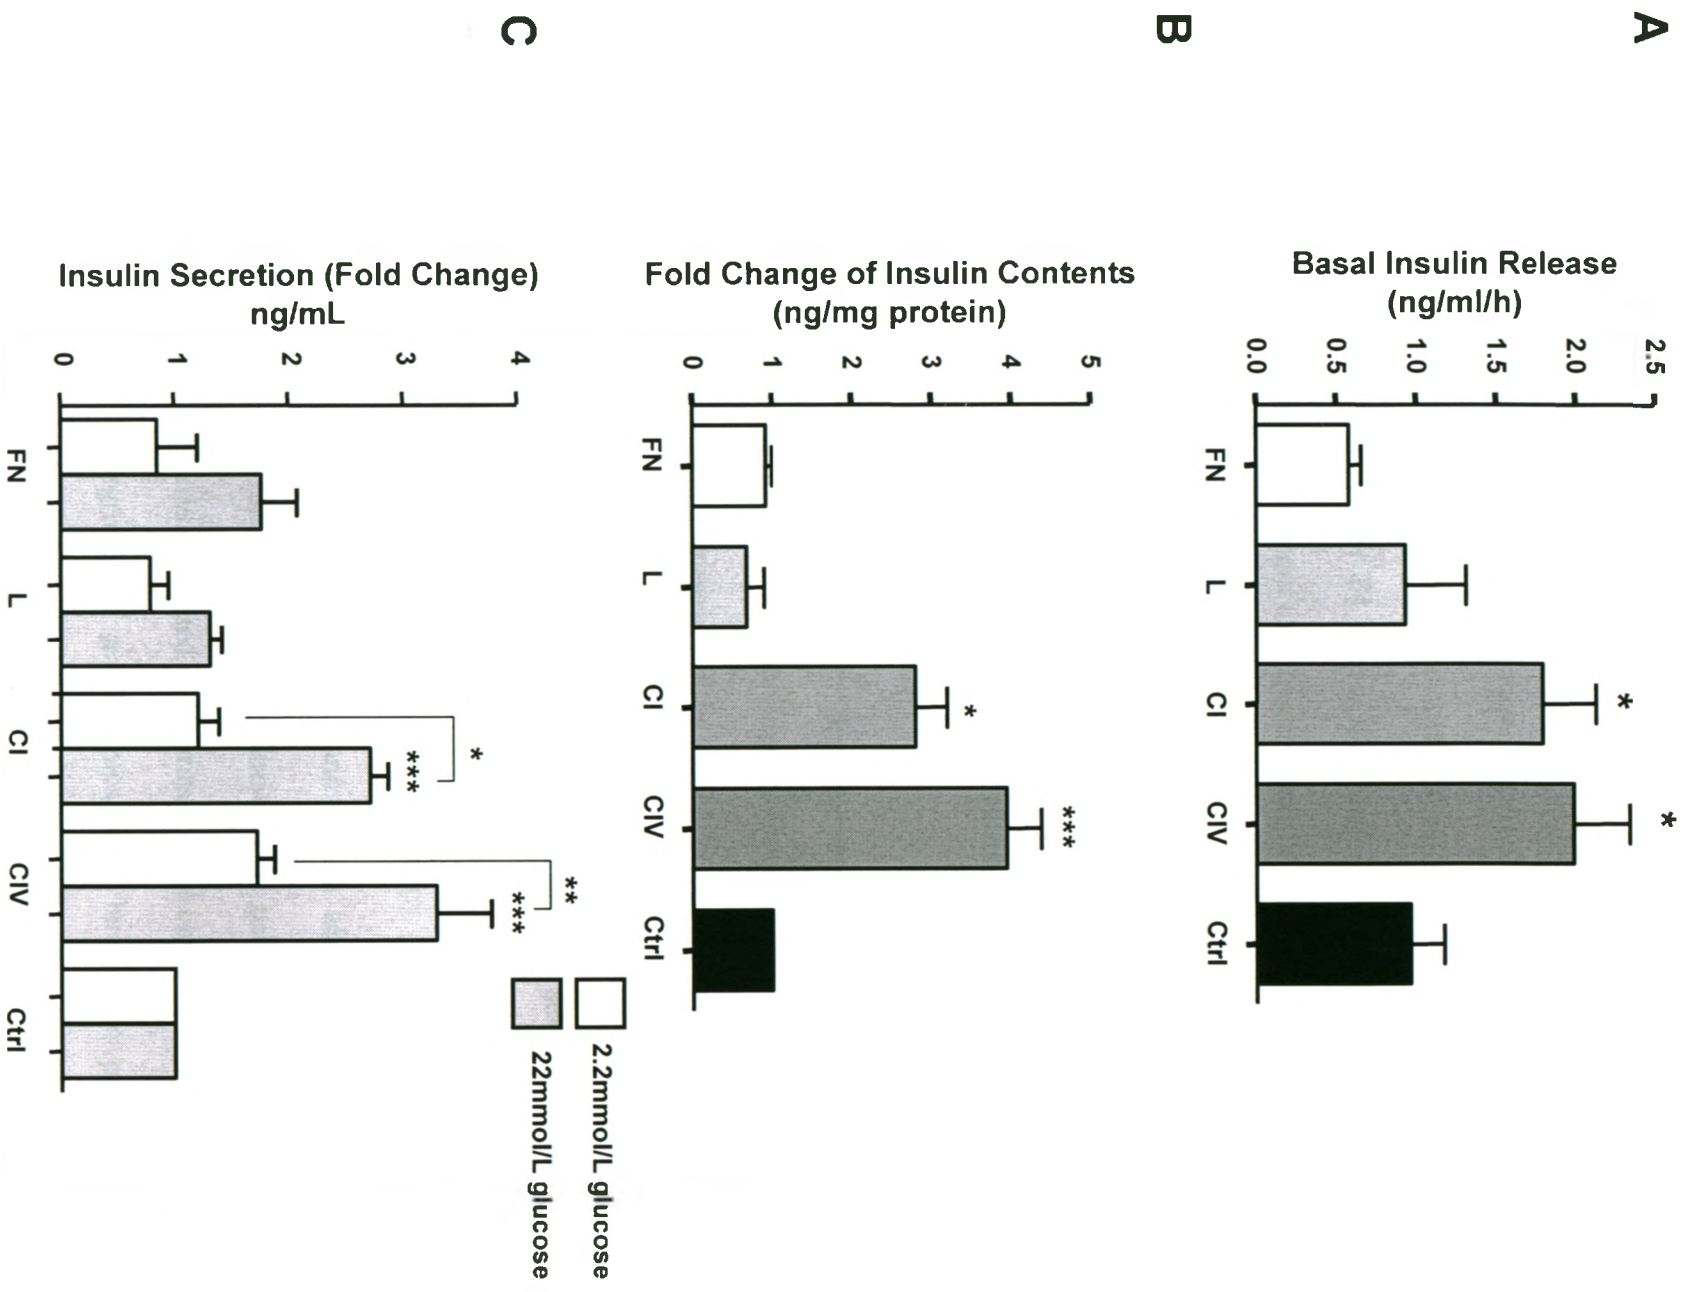 A
Basal Insulin Release
(ng/ml/h)
2.5
2.0
1.5
1.0
0.5
0.0
*
*
FN
L
CI
CIV
Ctrl
B
Fold Change of Insulin Contents
(ng/mg protein)
5
4
3
2
1
0
*
***
FN
L
CI
CIV
Ctrl
C
Insulin Secretion (Fold Change)
ng/mL
4
3
2
1
0
2.2mmol/L glucose
22mmol/L glucose
*
***
**
***
FN
L
CI
CIV
Ctrl